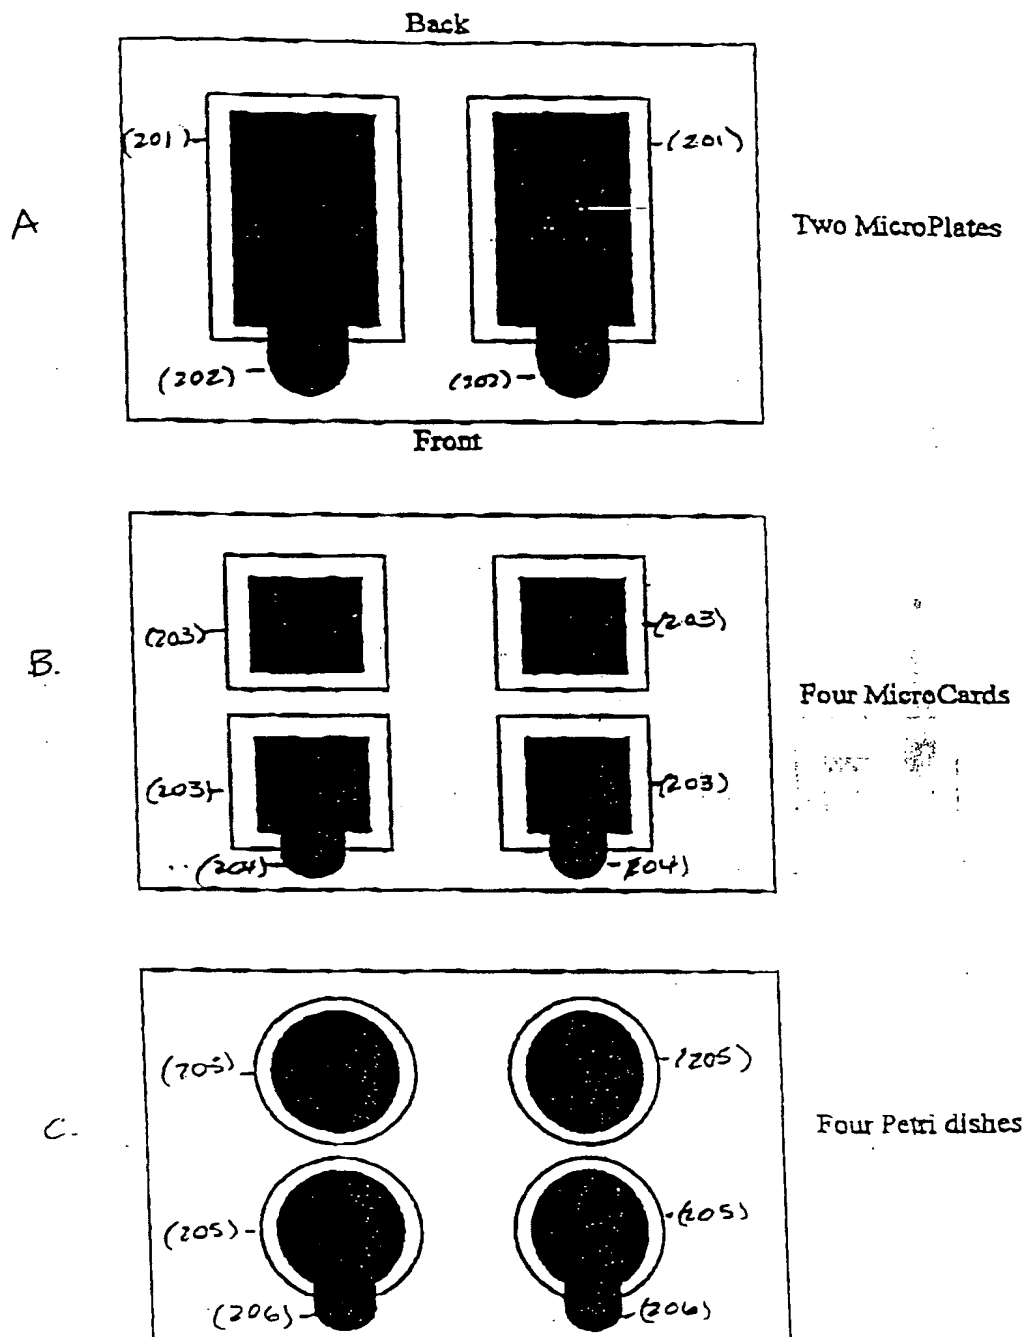 Back
(201) (201)
A
Two MicroPlates
(202) (202)
Front
(203) (203)
B.
Four MicroCards
(203) (203)
(204) (204)
(205) (205)
C.
Four Petri dishes
(205) (205)
(206) (206)